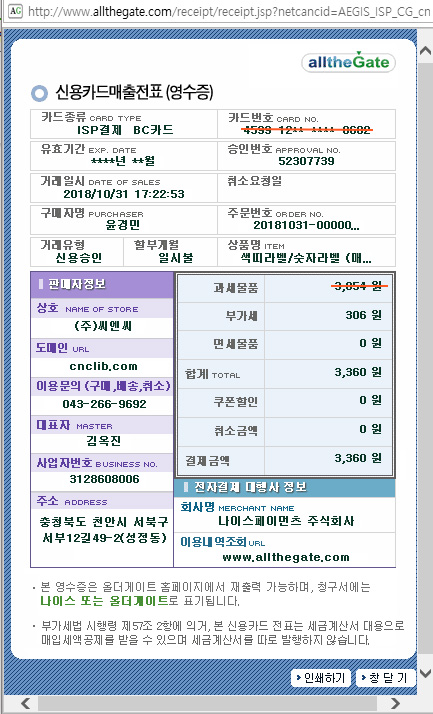 http://www.allthegate.com/receipt/receipt.jsp?netcancid=AEGIS_ISP_CG_cn
alltheGate
신용카드매출전표 (영수증)
카드종류 CARD TYPE
ISP결제 BC카드
카드번호 CARD NO.
4599-12**-****-0602
유효기간 EXP. DATE
****년 **월
승인번호 APPROVAL NO.
52307739
거래일시 DATE OF SALES
2018/10/31 17:22:53
취소요청일
구매자명 PURCHASER
윤경민
주문번호 ORDER NO.
20181031-00000...
거래유형
신용승인
할부개월
일시불
상품명 ITEM
색띠라벨/숫자라벨 (매...
판매자정보
상호 NAME OF STORE
(주)씨앤씨
도메인 URL
cnclib.com
이용문의 (구매,배송,취소)
043-266-9692
대표자 MASTER
김옥진
사업자번호 BUSINESS NO.
3128608006
주소 ADDRESS
충청북도 천안시 서북구
서부12길49-2(성정동)
과세물품 3,054 원
부가세 306 원
면세물품 0 원
합계 TOTAL 3,360 원
쿠폰할인 0 원
취소금액 0 원
결제금액 3,360 원
전자결제 대행사 정보
회사명 MERCHANT NAME
나이스페이먼츠 주식회사
이용내역조회 URL
www.allthegate.com
· 본 영수증은 올더게이트 홈페이지에서 재출력 가능하며, 청구서에는
나이스 또는 올더게이트로 표기됩니다.
· 부가세법 시행령 제57조 2항에 의거, 본 신용카드 전표는 세금계산서 대용으로
매입세액공제를 받을 수 있으며 세금계산서를 따로 발행하지 않습니다.
인쇄하기
창 닫 기